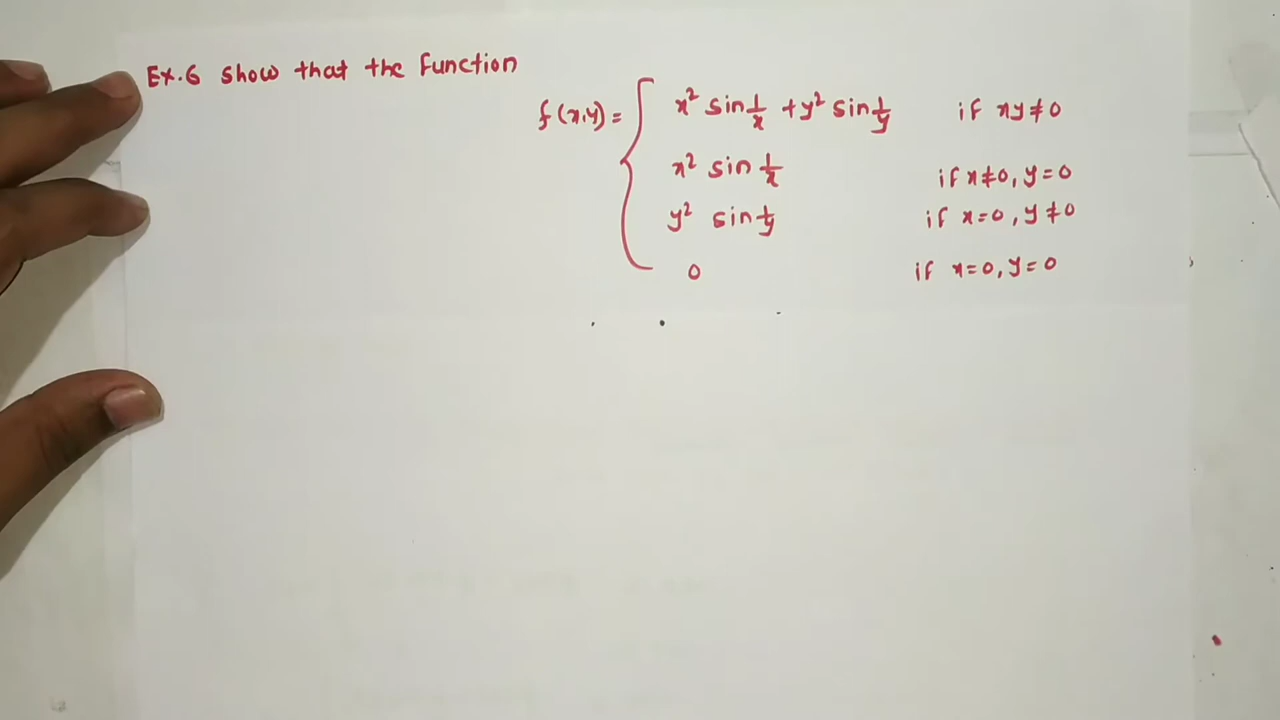 Ex.6 show that the function
f(x,y) = { x² sin 1/x + y² sin 1/y if xy≠0
x² sin 1/x if x≠0, y=0
y² sin 1/y if x=0, y≠0
0 if x=0, y=0